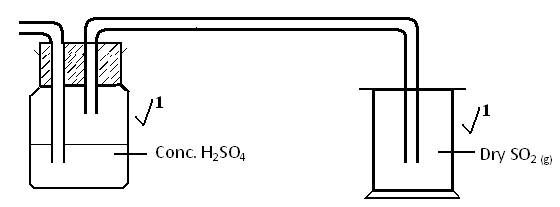 √1
√1
Conc. H₂SO₄
Dry SO₂ (g)